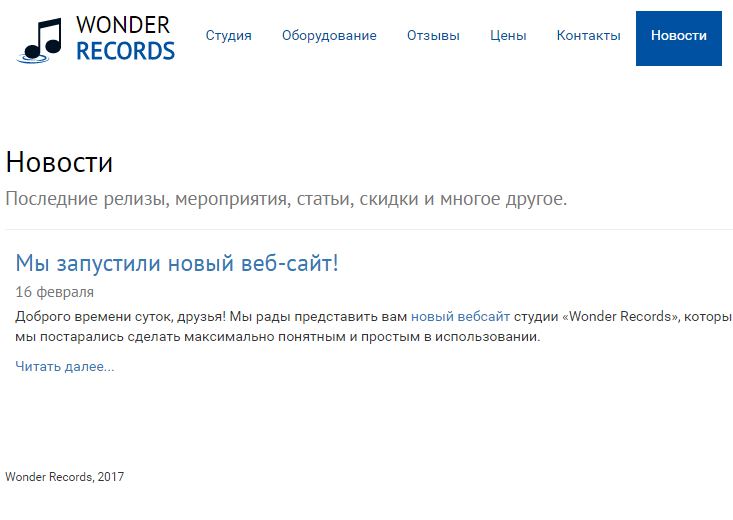 WONDER
RECORDS
Студия Оборудование Отзывы Цены Контакты Новости
Новости
Последние релизы, мероприятия, статьи, скидки и многое другое.
Мы запустили новый веб-сайт!
16 февраля
Доброго времени суток, друзья! Мы рады представить вам новый вебсайт студии «Wonder Records», которы
мы постарались сделать максимально понятным и простым в использовании.
Читать далее...
Wonder Records, 2017